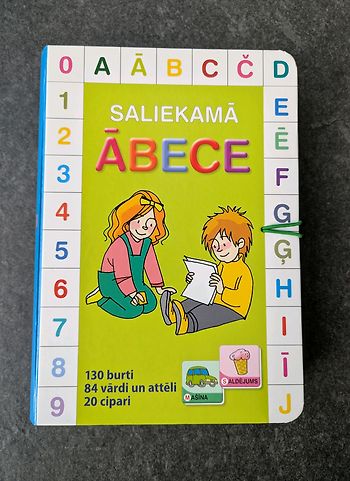 0 A Ā B C Č D
SALIEKAMĀ
ĀBECE
1
2
3
4
5
6
7
8
9
E
Ē
F
G
Ģ
H
I
Ī
J
130 burti
84 vārdi un attēli
20 cipari
MAŠĪNA
SALDĒJUMS